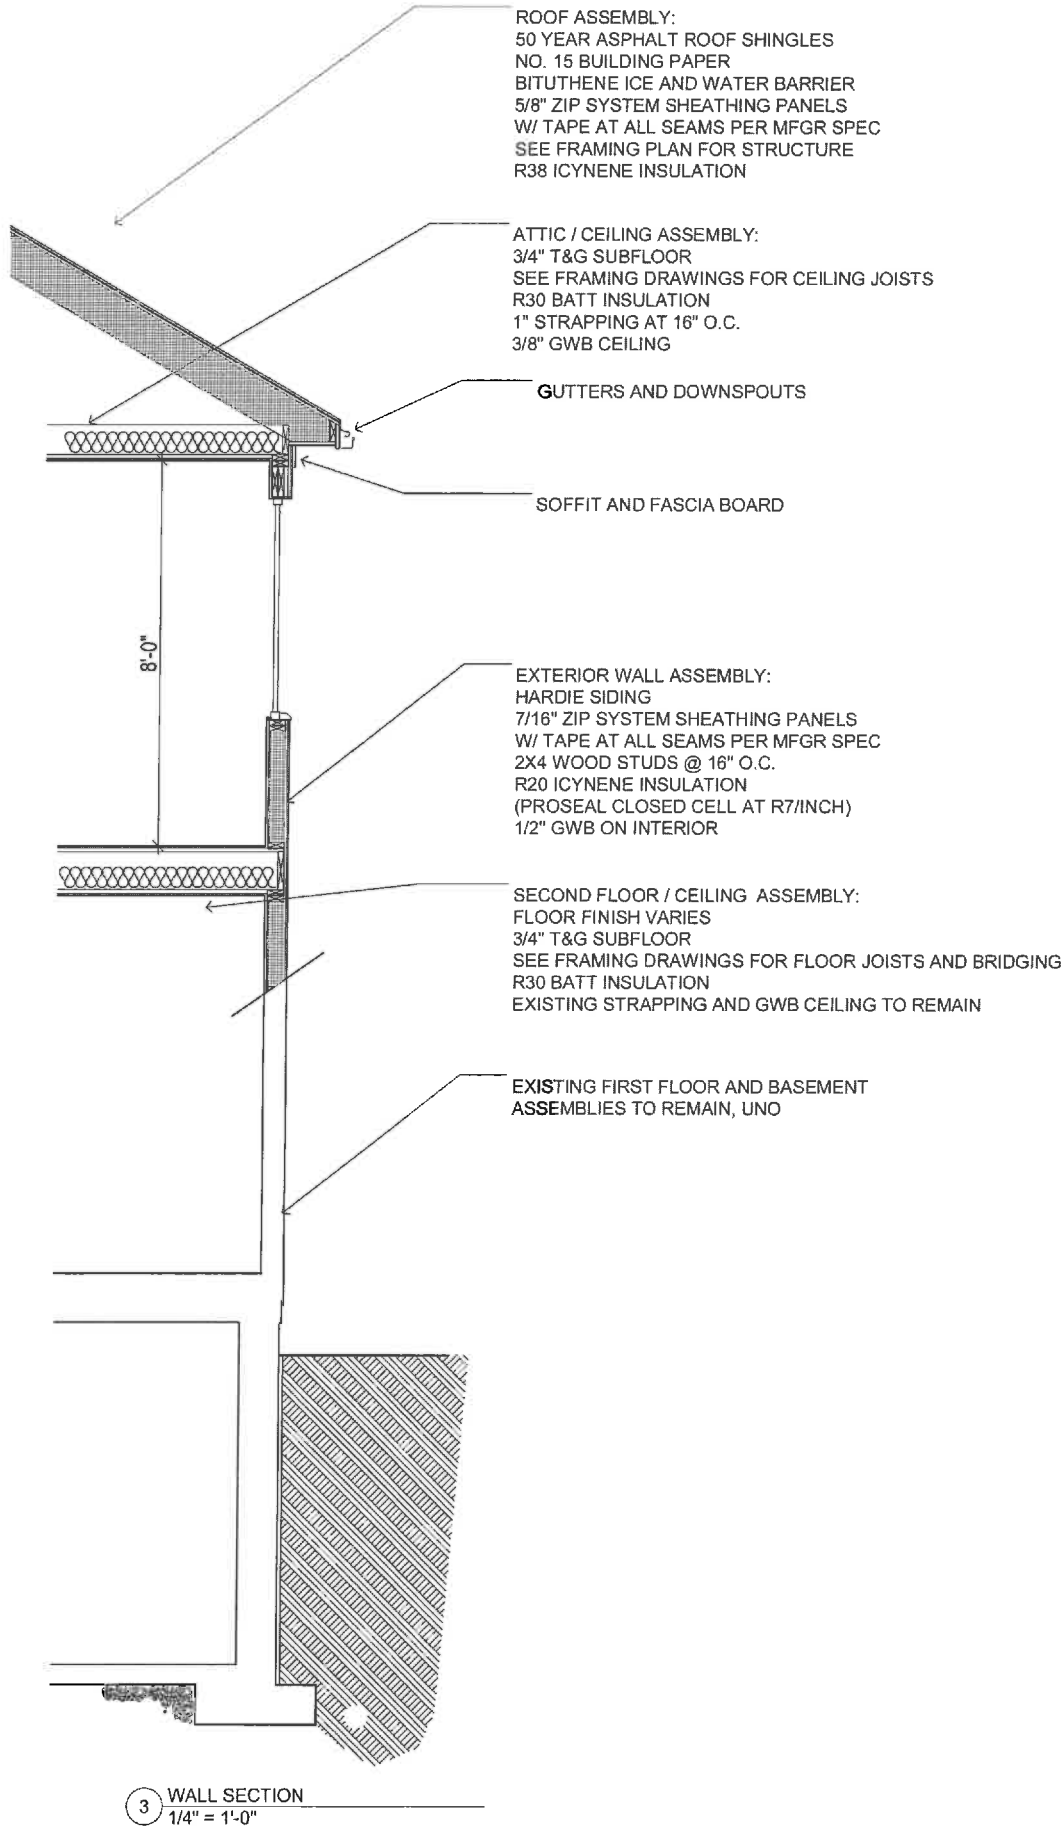 ROOF ASSEMBLY:
50 YEAR ASPHALT ROOF SHINGLES
NO. 15 BUILDING PAPER
BITUTHENE ICE AND WATER BARRIER
5/8" ZIP SYSTEM SHEATHING PANELS
W/ TAPE AT ALL SEAMS PER MFGR SPEC
SEE FRAMING PLAN FOR STRUCTURE
R38 ICYNENE INSULATION
ATTIC / CEILING ASSEMBLY:
3/4" T&G SUBFLOOR
SEE FRAMING DRAWINGS FOR CEILING JOISTS
R30 BATT INSULATION
1" STRAPPING AT 16" O.C.
3/8" GWB CEILING
GUTTERS AND DOWNSPOUTS
SOFFIT AND FASCIA BOARD
8'-0"
EXTERIOR WALL ASSEMBLY:
HARDIE SIDING
7/16" ZIP SYSTEM SHEATHING PANELS
W/ TAPE AT ALL SEAMS PER MFGR SPEC
2X4 WOOD STUDS @ 16" O.C.
R20 ICYNENE INSULATION
(PROSEAL CLOSED CELL AT R7/INCH)
1/2" GWB ON INTERIOR
SECOND FLOOR / CEILING ASSEMBLY:
FLOOR FINISH VARIES
3/4" T&G SUBFLOOR
SEE FRAMING DRAWINGS FOR FLOOR JOISTS AND BRIDGING
R30 BATT INSULATION
EXISTING STRAPPING AND GWB CEILING TO REMAIN
EXISTING FIRST FLOOR AND BASEMENT
ASSEMBLIES TO REMAIN, UNO
3 WALL SECTION
1/4" = 1'-0"